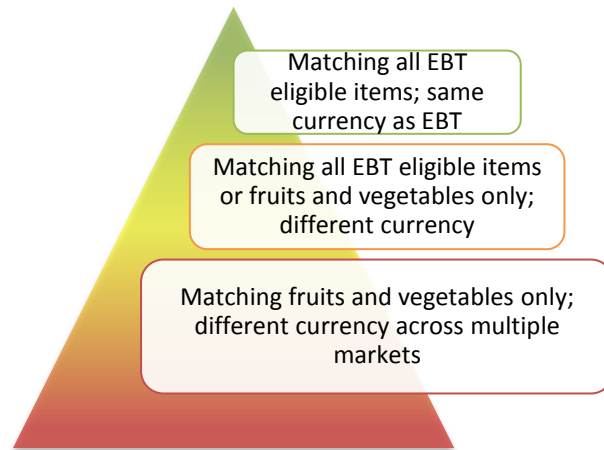 Matching all EBT
eligible items; same
currency as EBT
Matching all EBT eligible items
or fruits and vegetables only;
different currency
Matching fruits and vegetables only;
different currency across multiple
markets